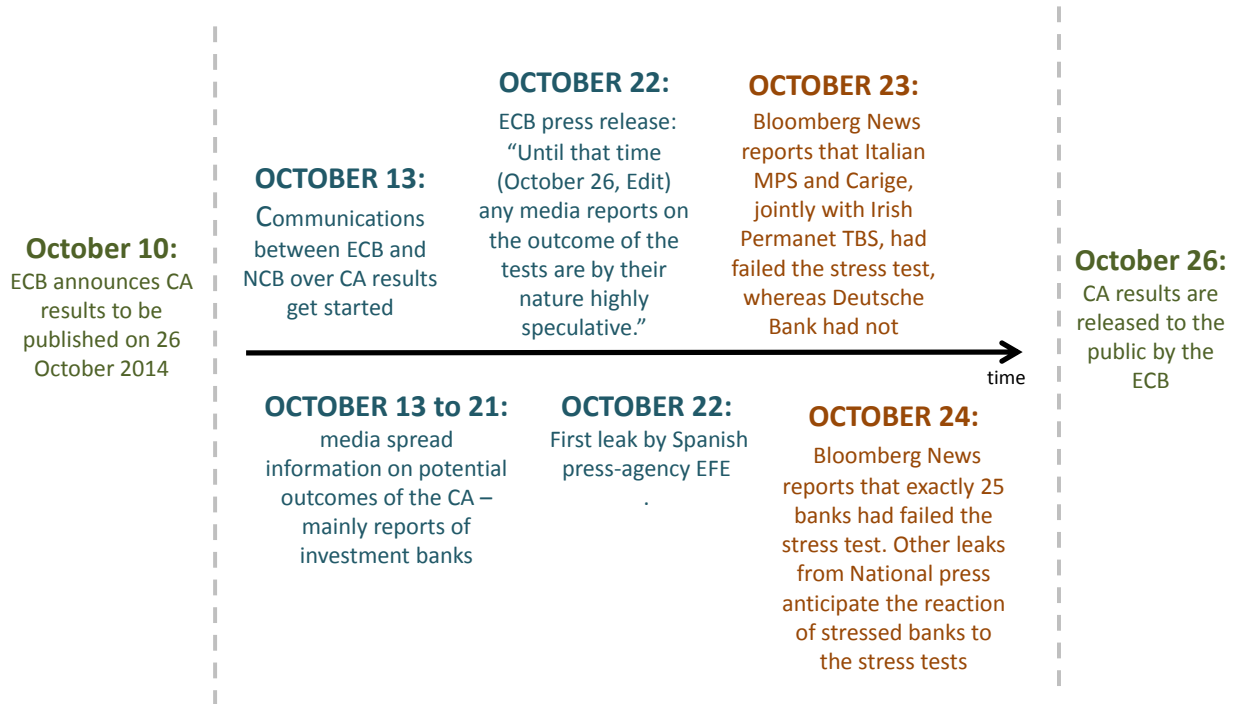 October 10:
ECB announces CA
results to be
published on 26
October 2014
OCTOBER 13:
Communications
between ECB and
NCB over CA results
get started
OCTOBER 22:
ECB press release:
“Until that time
(October 26, Edit)
any media reports on
the outcome of the
tests are by their
nature highly
speculative.”
OCTOBER 23:
Bloomberg News
reports that Italian
MPS and Carige,
jointly with Irish
Permanet TBS, had
failed the stress test,
whereas Deutsche
Bank had not
time
OCTOBER 13 to 21:
media spread
information on potential
outcomes of the CA –
mainly reports of
investment banks
OCTOBER 22:
First leak by Spanish
press-agency EFE
.
OCTOBER 24:
Bloomberg News
reports that exactly 25
banks had failed the
stress test. Other leaks
from National press
anticipate the reaction
of stressed banks to
the stress tests
October 26:
CA results are
released to the
public by the
ECB